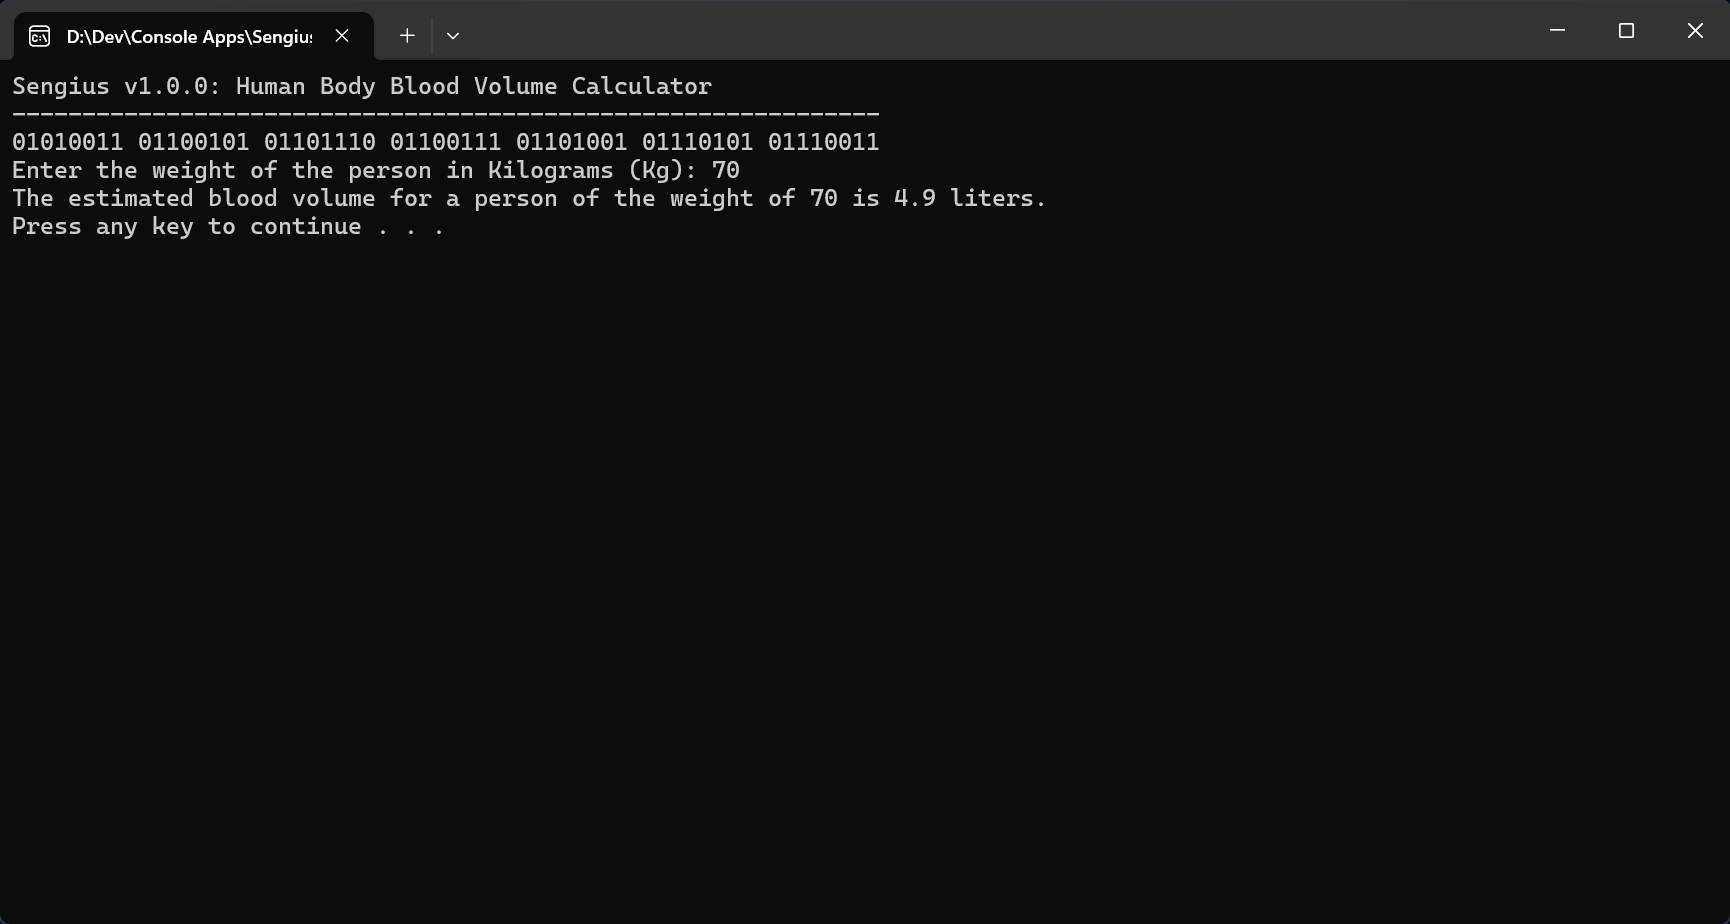 D:\Dev\Console Apps\Sengius
Sengius v1.0.0: Human Body Blood Volume Calculator
--------------------------------------------------------------
01010011 01100101 01101110 01100111 01101001 01110101 01110011
Enter the weight of the person in Kilograms (Kg): 70
The estimated blood volume for a person of the weight of 70 is 4.9 liters.
Press any key to continue . . .